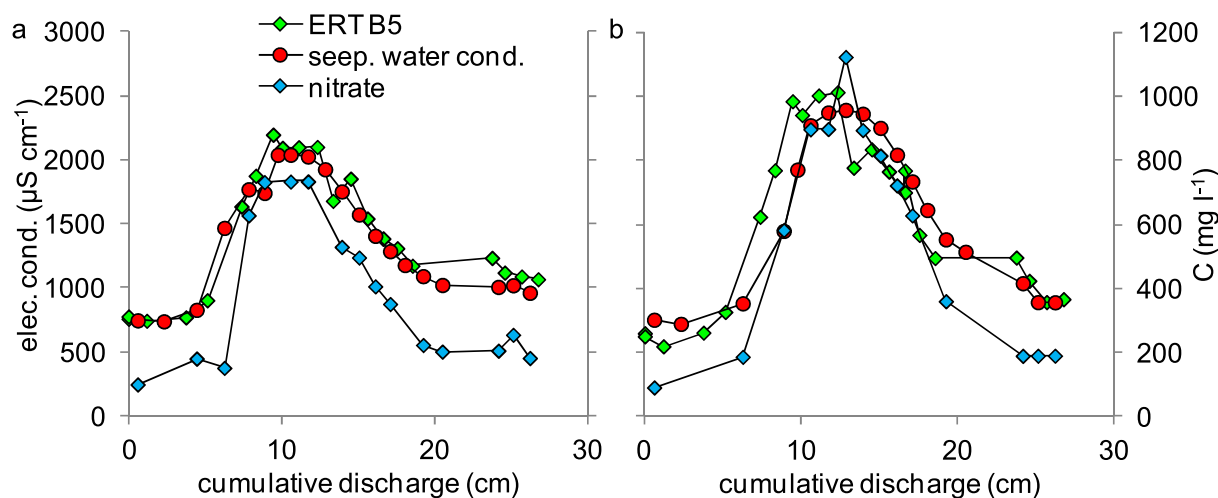 a
b
ERT B5
seep. water cond.
nitrate
elec. cond. (µS cm⁻¹)
3000
2500
2000
1500
1000
500
0
0 10 20 30
cumulative discharge (cm)
0 10 20 30
cumulative discharge (cm)
1200
1000
800
600
400
200
0
C (mg l⁻¹)